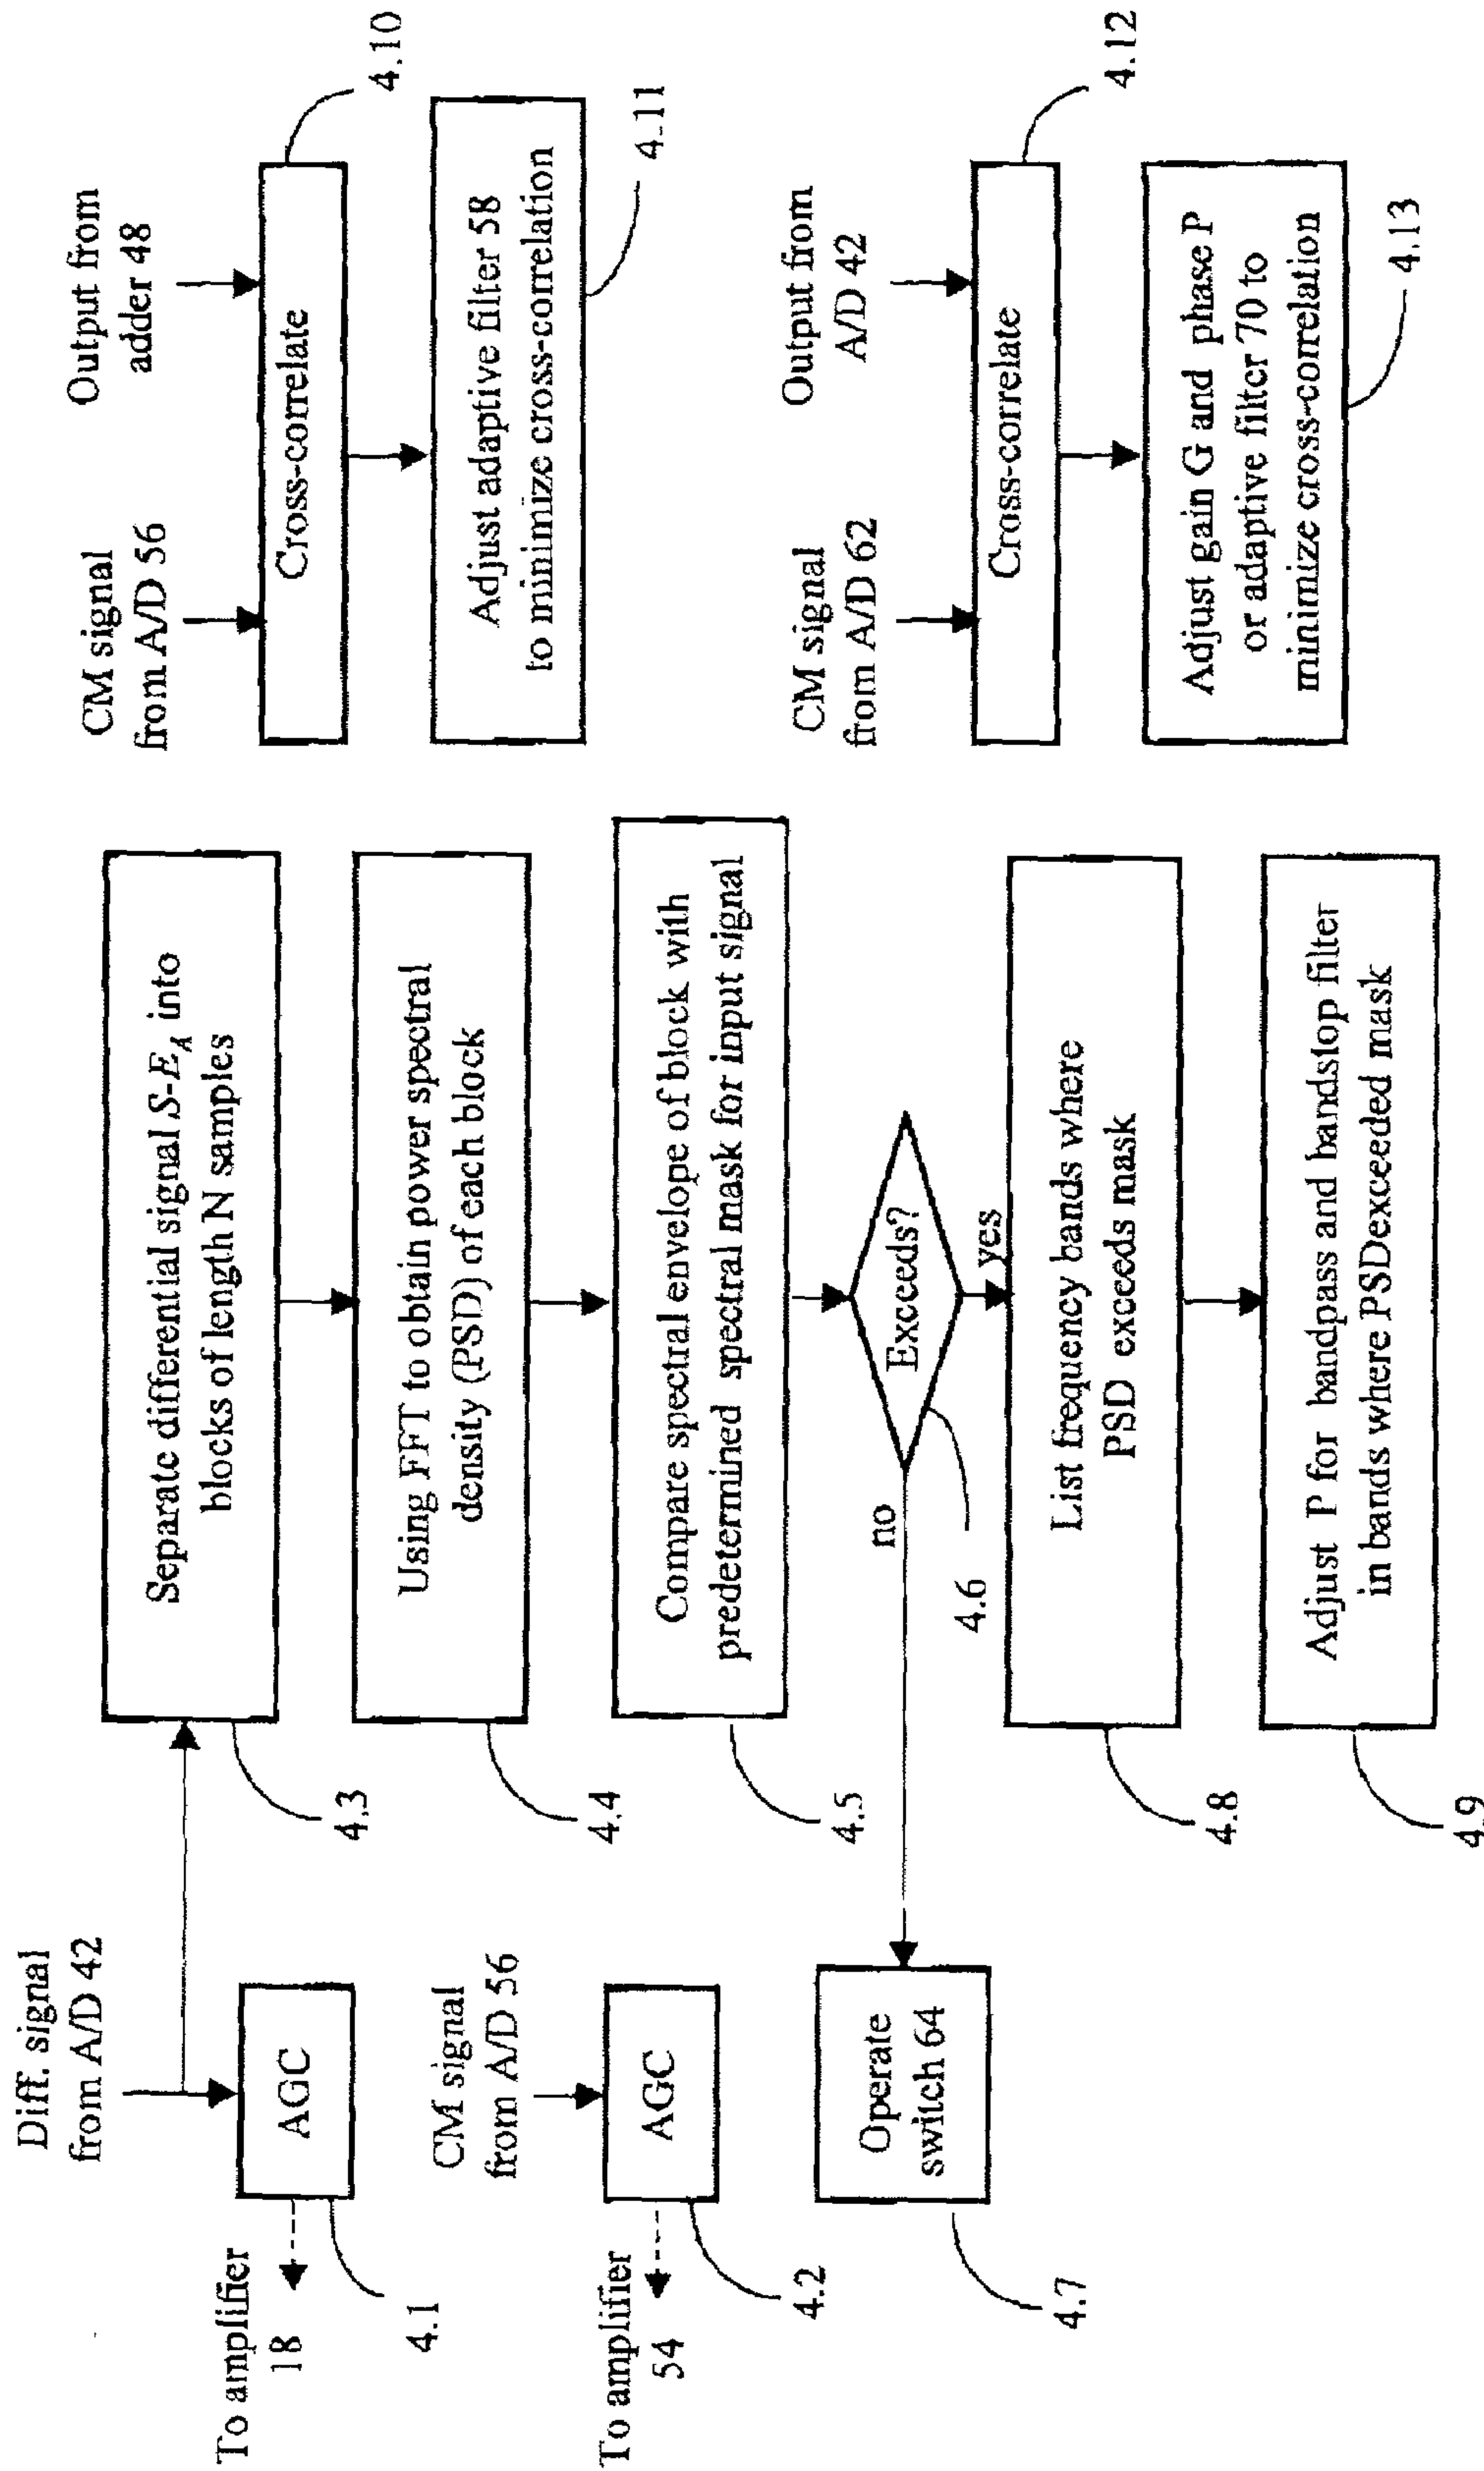 Diff. signal
from A/D 42
AGC
To amplifier
18
4.1
CM signal
from A/D 56
AGC
To amplifier
54
4.2
Operate
switch 64
4.7
Separate differential signal S-E_A into
blocks of length N samples
4.3
Using FFT to obtain power spectral
density (PSD) of each block
4.4
Compare spectral envelope of block with
predetermined spectral mask for input signal
4.5
Exceeds?
no
yes
4.6
List frequency bands where
PSD exceeds mask
4.8
Adjust P for bandpass and bandstop filter
in bands where PSDexceeded mask
4.9
CM signal
from A/D 56
Output from
adder 48
Cross-correlate
4.10
Adjust adaptive filter 58
to minimize cross-correlation
4.11
CM signal
from A/D 62
Output from
A/D 42
Cross-correlate
4.12
Adjust gain G and phase P
or adaptive filter 70 to
minimize cross-correlation
4.13